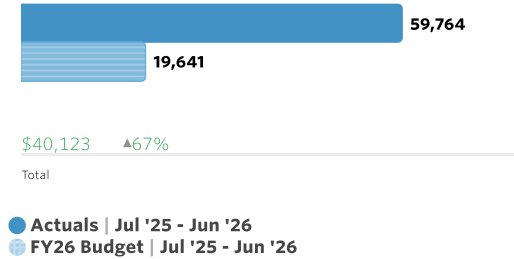 59,764
19,641
$40,123 ▲67%
Total
Actuals | Jul '25 - Jun '26
FY26 Budget | Jul '25 - Jun '26